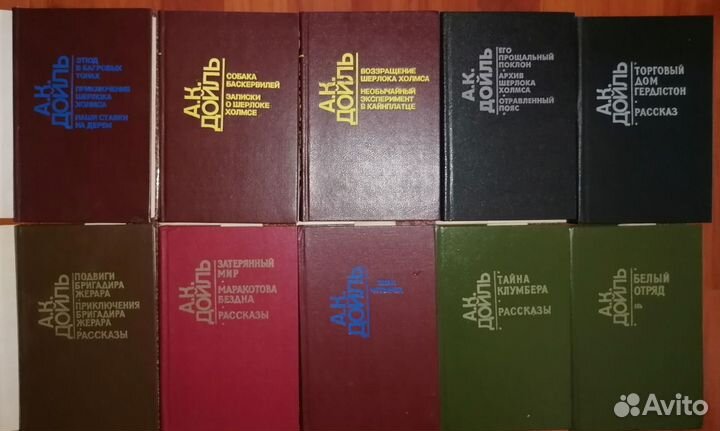 А.К. ДОЙЛЬ
ЭТЮД
В БАГРОВЫХ
ТОНАХ
ПРИКЛЮЧЕНИЯ
ШЕРЛОКА
ХОЛМСА
НАШИ СТАВКИ
НА ДЕРБИ
А.К. ДОЙЛЬ
СОБАКА
БАСКЕРВИЛЕЙ
ЗАПИСКИ
О ШЕРЛОКЕ
ХОЛМСЕ
А.К. ДОЙЛЬ
ВОЗВРАЩЕНИЕ
ШЕРЛОКА ХОЛМСА
НЕОБЫЧАЙНЫЙ
ЭКСПЕРИМЕНТ
В КАЙНПЛАТЦЕ
А.К. ДОЙЛЬ
ЕГО
ПРОЩАЛЬНЫЙ
ПОКЛОН
АРХИВ
ШЕРЛОКА
ХОЛМСА
ОТРАВЛЕННЫЙ
ПОЯС
А.К. ДОЙЛЬ
ТОРГОВЫЙ
ДОМ
ГЕРДЛСТОН
РАССКАЗ
А.К. ДОЙЛЬ
ПОДВИГИ
БРИГАДИРА
ЖЕРАРА
ПРИКЛЮЧЕНИЯ
БРИГАДИРА
ЖЕРАРА
РАССКАЗЫ
А.К. ДОЙЛЬ
ЗАТЕРЯННЫЙ
МИР
МАРАКОТОВА
БЕЗДНА
РАССКАЗЫ
А.К. ДОЙЛЬ
А.К. ДОЙЛЬ
ТАЙНА
КЛУМБЕРА
РАССКАЗЫ
А.К. ДОЙЛЬ
БЕЛЫЙ
ОТРЯД
Avito